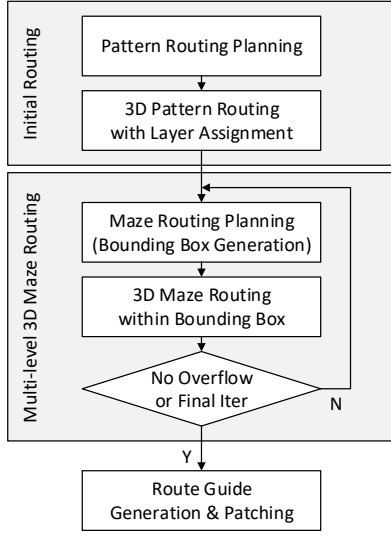 Initial Routing
Pattern Routing Planning
3D Pattern Routing
with Layer Assignment
Multi-level 3D Maze Routing
Maze Routing Planning
(Bounding Box Generation)
3D Maze Routing
within Bounding Box
No Overflow
or Final Iter
N
Y
Route Guide
Generation & Patching